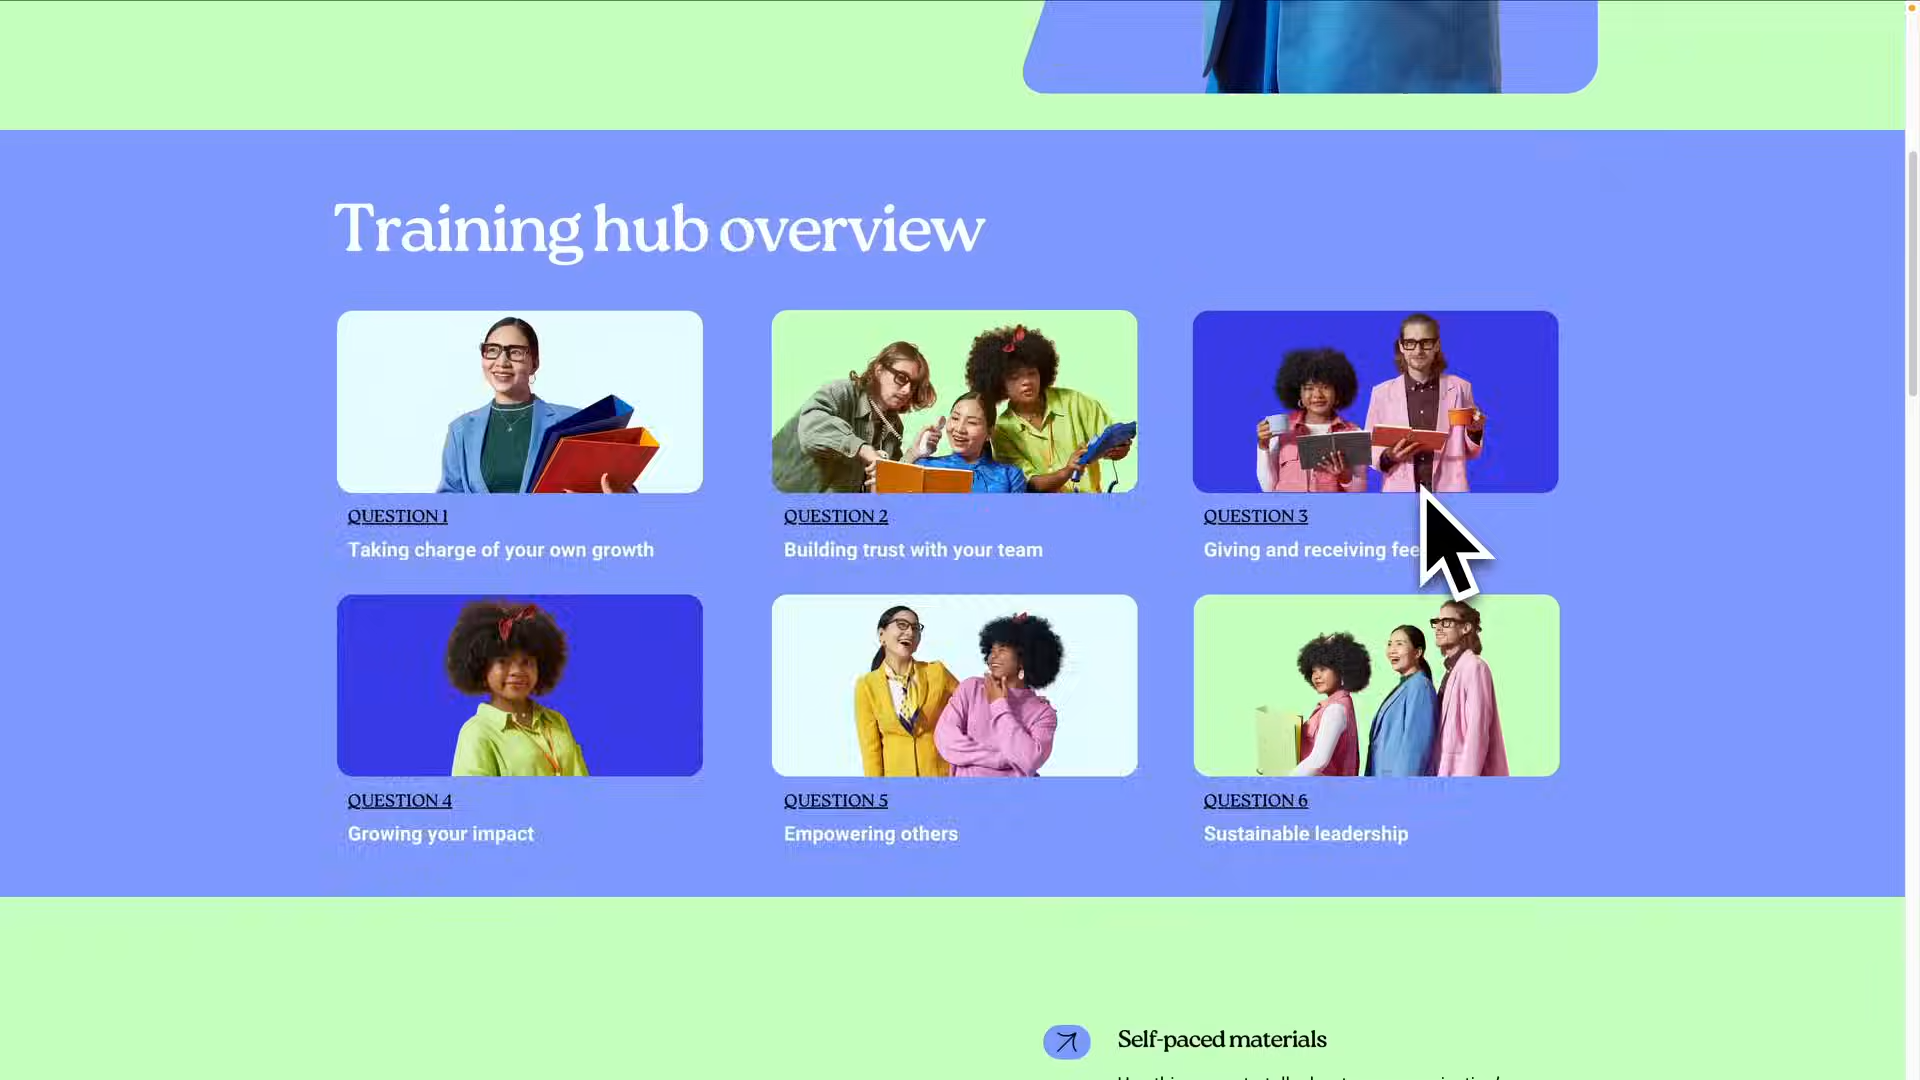 Training hub overview
QUESTION 1
Taking charge of your own growth
QUESTION 2
Building trust with your team
QUESTION 3
Giving and receiving
QUESTION 4
Growing your impact
QUESTION 5
Empowering others
QUESTION 6
Sustainable leadership
Self-paced materials